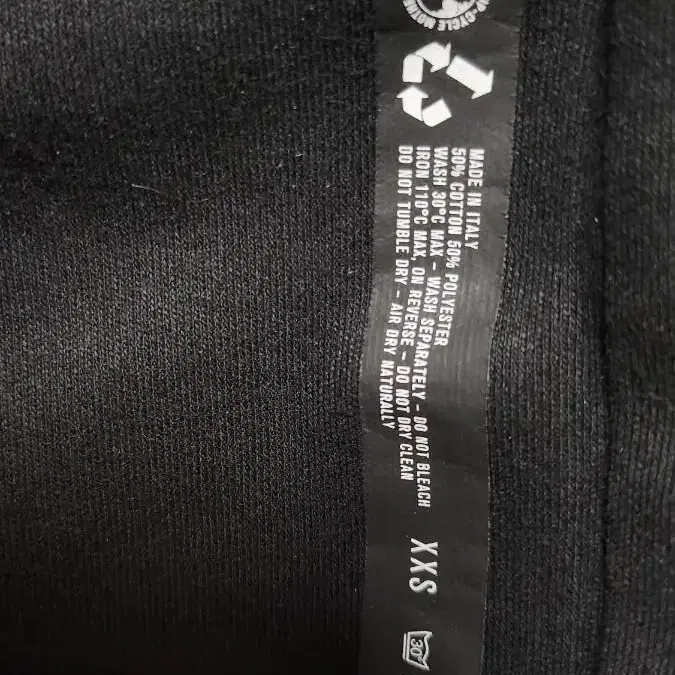 MADE IN ITALY
50% COTTON 50% POLYESTER
WASH 30°C MAX – WASH SEPARATELY – DO NOT BLEACH
IRON 110°C MAX, ON REVERSE – DO NOT DRY CLEAN
DO NOT TUMBLE DRY – AIR DRY NATURALLY
XXS
30°